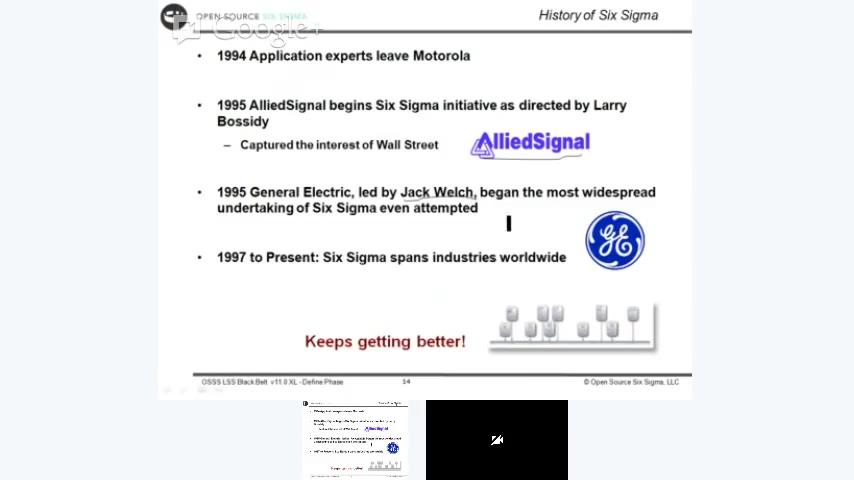 OPEN-SOURCE SIX SIGMA
History of Six Sigma
Google+
• 1994 Application experts leave Motorola
• 1995 AlliedSignal begins Six Sigma initiative as directed by Larry
Bossidy
– Captured the interest of Wall Street
AlliedSignal
• 1995 General Electric, led by Jack Welch, began the most widespread
undertaking of Six Sigma even attempted
GE
• 1997 to Present: Six Sigma spans industries worldwide
Keeps getting better!
OSSS LSS Black Belt v11.0 XL - Define Phase
14
© Open Source Six Sigma, LLC